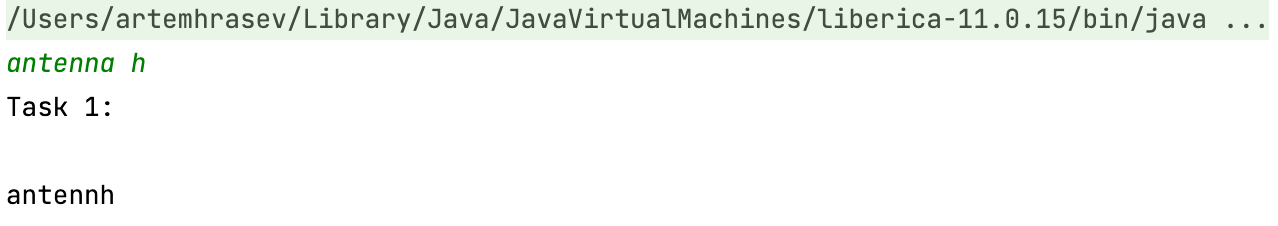 /Users/artemhrasev/Library/Java/JavaVirtualMachines/liberica-11.0.15/bin/java ...
antenna h
Task 1:
antennh